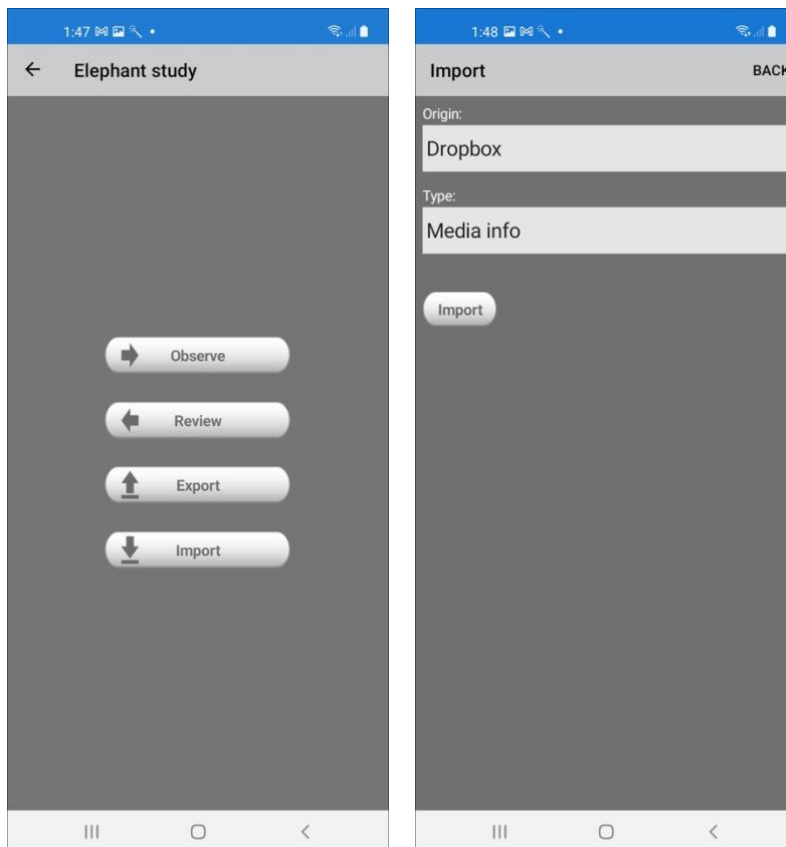 1:47
Elephant study
Observe
Review
Export
Import
1:48
Import
BACK
Origin:
Dropbox
Type:
Media info
Import